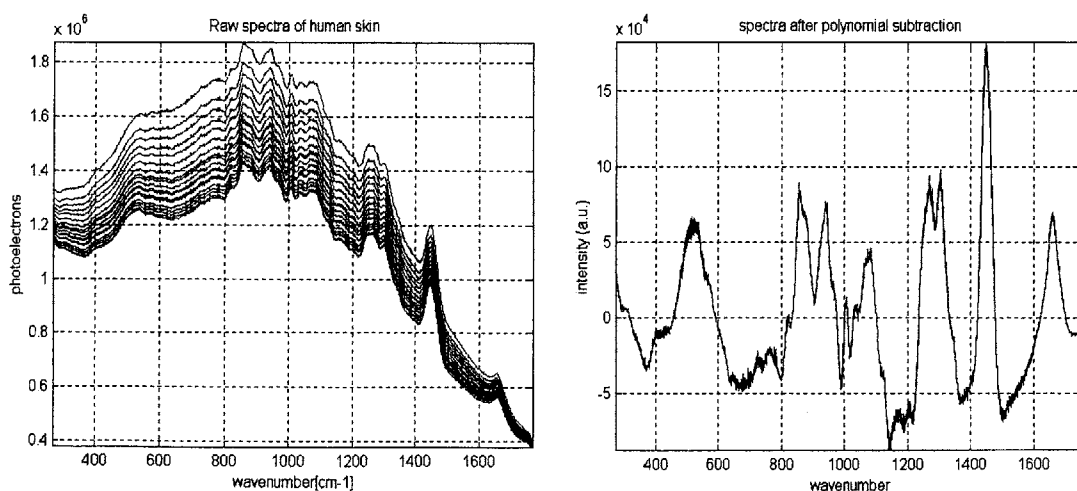 x 10^6
Raw spectra of human skin
1.8
1.6
1.4
1.2
1
0.8
0.6
0.4
photoelectrons
400 600 800 1000 1200 1400 1600
wavenumber[cm-1]
x 10^4
spectra after polynomial subtraction
15
10
5
0
-5
intensity (a.u.)
400 600 800 1000 1200 1400 1600
wavenumber